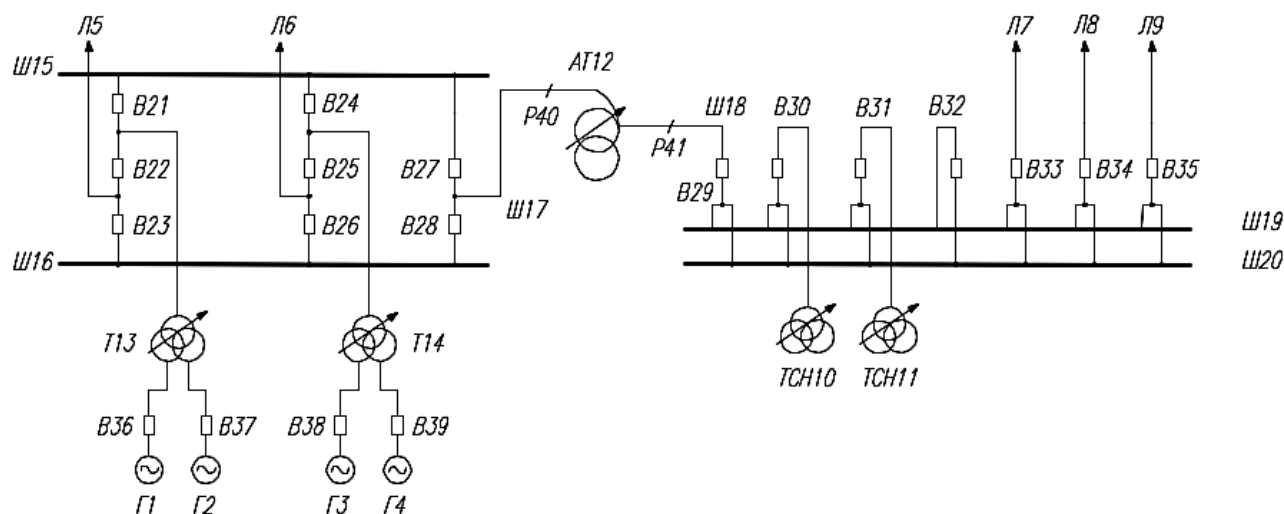 Л5 Л6 Л7 Л8 Л9
Ш15 АТ12
В21 В24 Р40 Ш18 В30 В31 В32
Р41
В22 В25 В27 В33 В34 В35
В29
В23 В26 В28 Ш17 Ш19
Ш16 Ш20
Т13 Т14
ТСН10 ТСН11
В36 В37 В38 В39
Г1 Г2 Г3 Г4